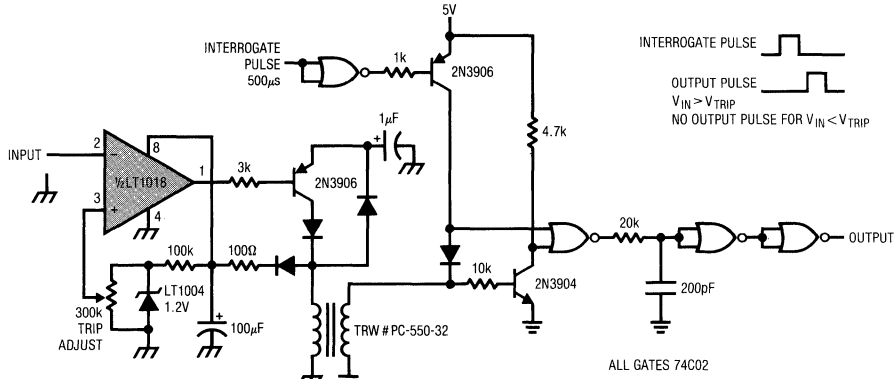 5V
INTERROGATE
PULSE
500µs
1k
2N3906
INTERROGATE PULSE
OUTPUT PULSE
VIN > VTRIP
NO OUTPUT PULSE FOR VIN < VTRIP
4.7k
1µF
+
INPUT
2
8
−
½LT1018
1
3
+
4
3k
2N3906
100k
100Ω
LT1004
1.2V
300k
TRIP
ADJUST
+
100µF
TRW # PC-550-32
10k
2N3904
20k
200pF
OUTPUT
ALL GATES 74C02